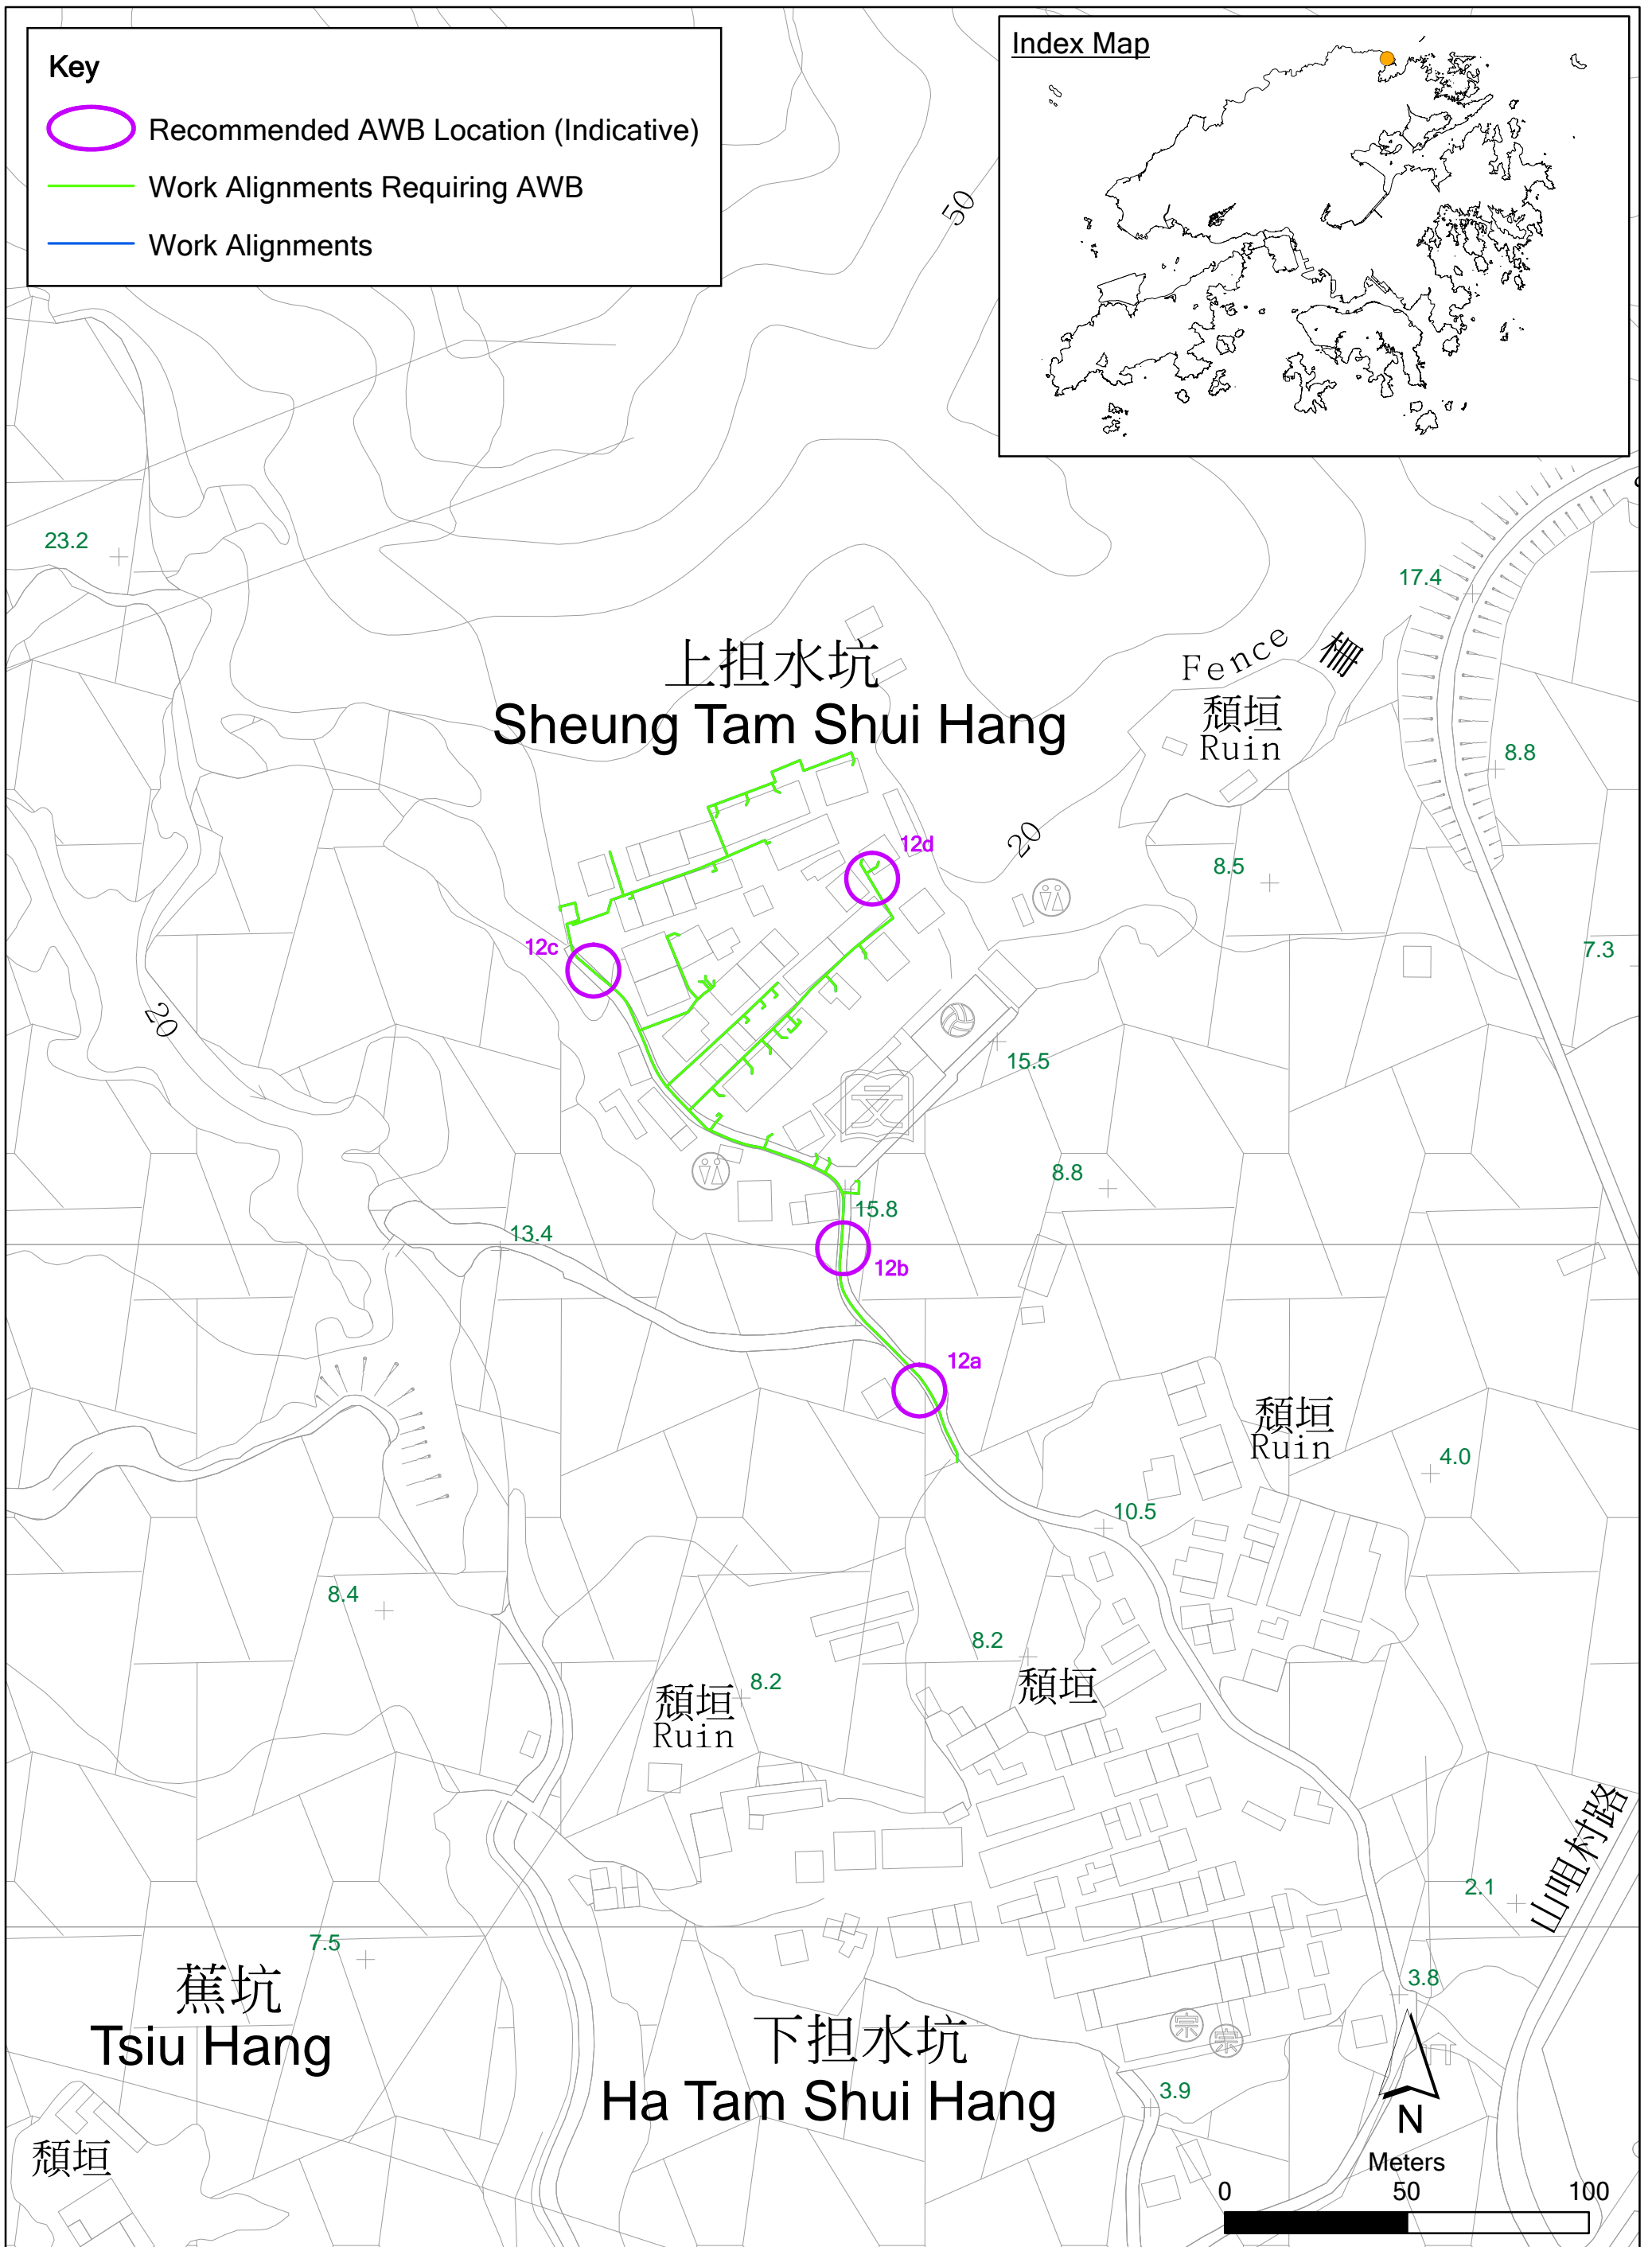 Key
Recommended AWB Location (Indicative)
Work Alignments Requiring AWB
Work Alignments
Index Map
50
23.2
17.4
上担水坑
Sheung Tam Shui Hang
Fence 柵
頹垣
Ruin
8.8
12d
20
8.5
12c
7.3
20
15.5
文
8.8
15.8
13.4
12b
12a
頹垣
Ruin
4.0
10.5
8.4
8.2
8.2
頹垣
Ruin
頹垣
山咀村路
2.1
7.5
蕉坑
Tsiu Hang
3.8
下担水坑
Ha Tam Shui Hang
宗
宗
3.9
頹垣
N
Meters
0 50 100